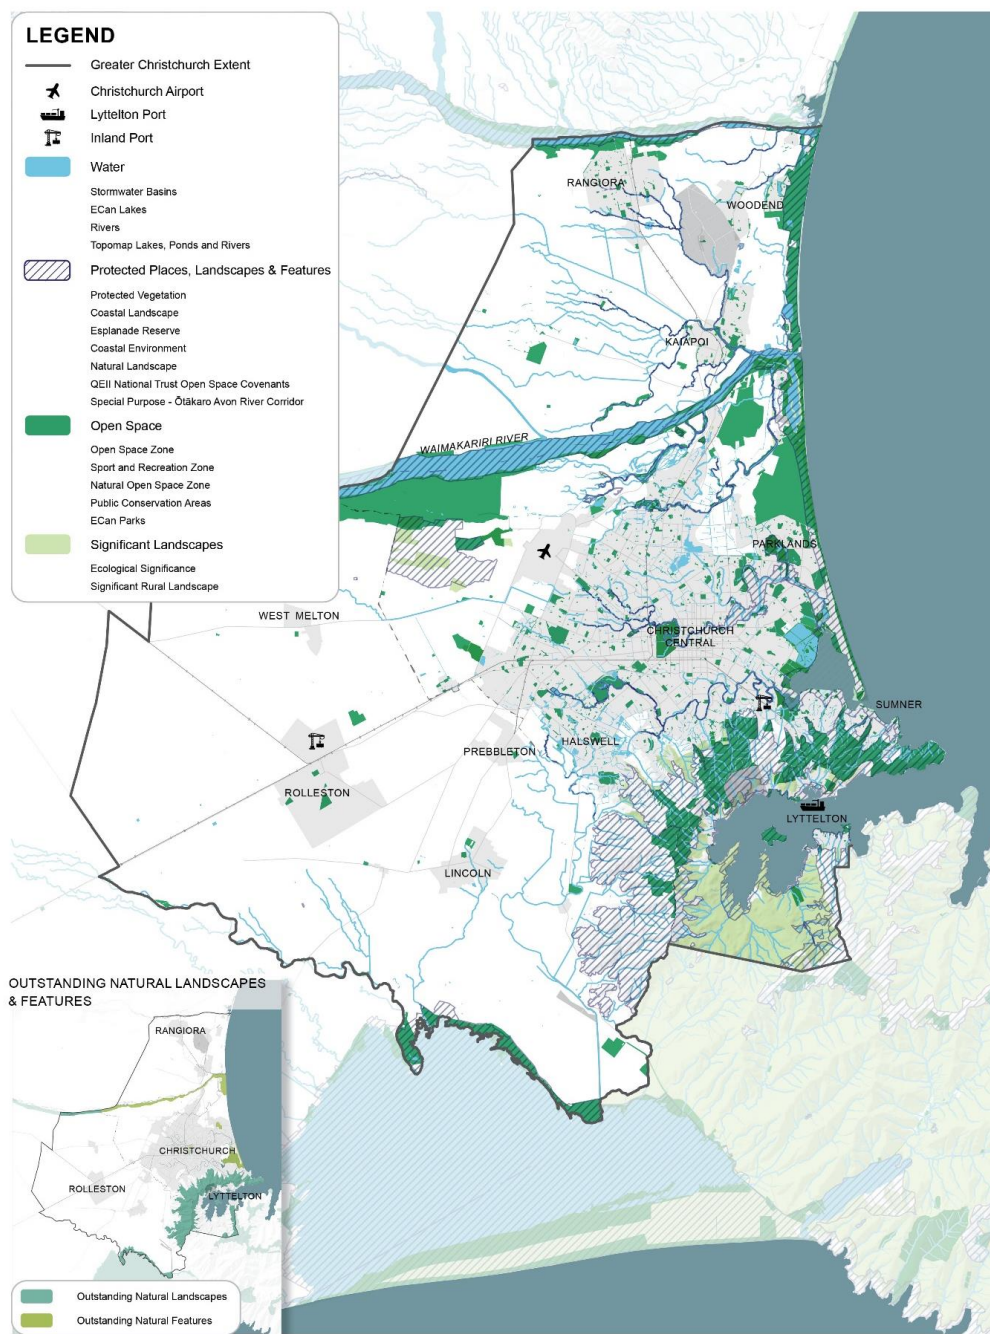 LEGEND
Greater Christchurch Extent
Christchurch Airport
Lyttelton Port
Inland Port
Water
Stormwater Basins
ECan Lakes
Rivers
Topomap Lakes, Ponds and Rivers
Protected Places, Landscapes & Features
Protected Vegetation
Coastal Landscape
Esplanade Reserve
Coastal Environment
Natural Landscape
QEII National Trust Open Space Covenants
Special Purpose - Ōtākaro Avon River Corridor
Open Space
Open Space Zone
Sport and Recreation Zone
Natural Open Space Zone
Public Conservation Areas
ECan Parks
Significant Landscapes
Ecological Significance
Significant Rural Landscape
RANGIORA
WOODEND
KAIAPOI
WAIMAKARIRI RIVER
PARKLANDS
WEST MELTON
CHRISTCHURCH
CENTRAL
SUMNER
HALSWELL
PREBBLETON
ROLLESTON
LYTTELTON
LINCOLN
OUTSTANDING NATURAL LANDSCAPES
& FEATURES
RANGIORA
CHRISTCHURCH
ROLLESTON
LYTTELTON
Outstanding Natural Landscapes
Outstanding Natural Features